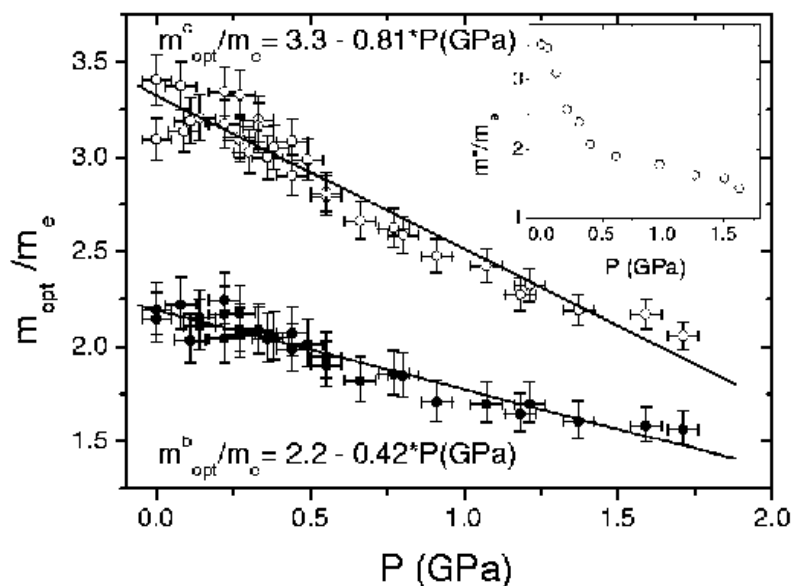 m^c_opt/m_e = 3.3 - 0.81*P(GPa)
3.5
3.0
2.5
2.0
1.5
m_opt /m_e
m^b_opt/m_e = 2.2 - 0.42*P(GPa)
0.0 0.5 1.0 1.5 2.0
P (GPa)
3
2
1
m*/m_e
0.0 0.5 1.0 1.5
P (GPa)